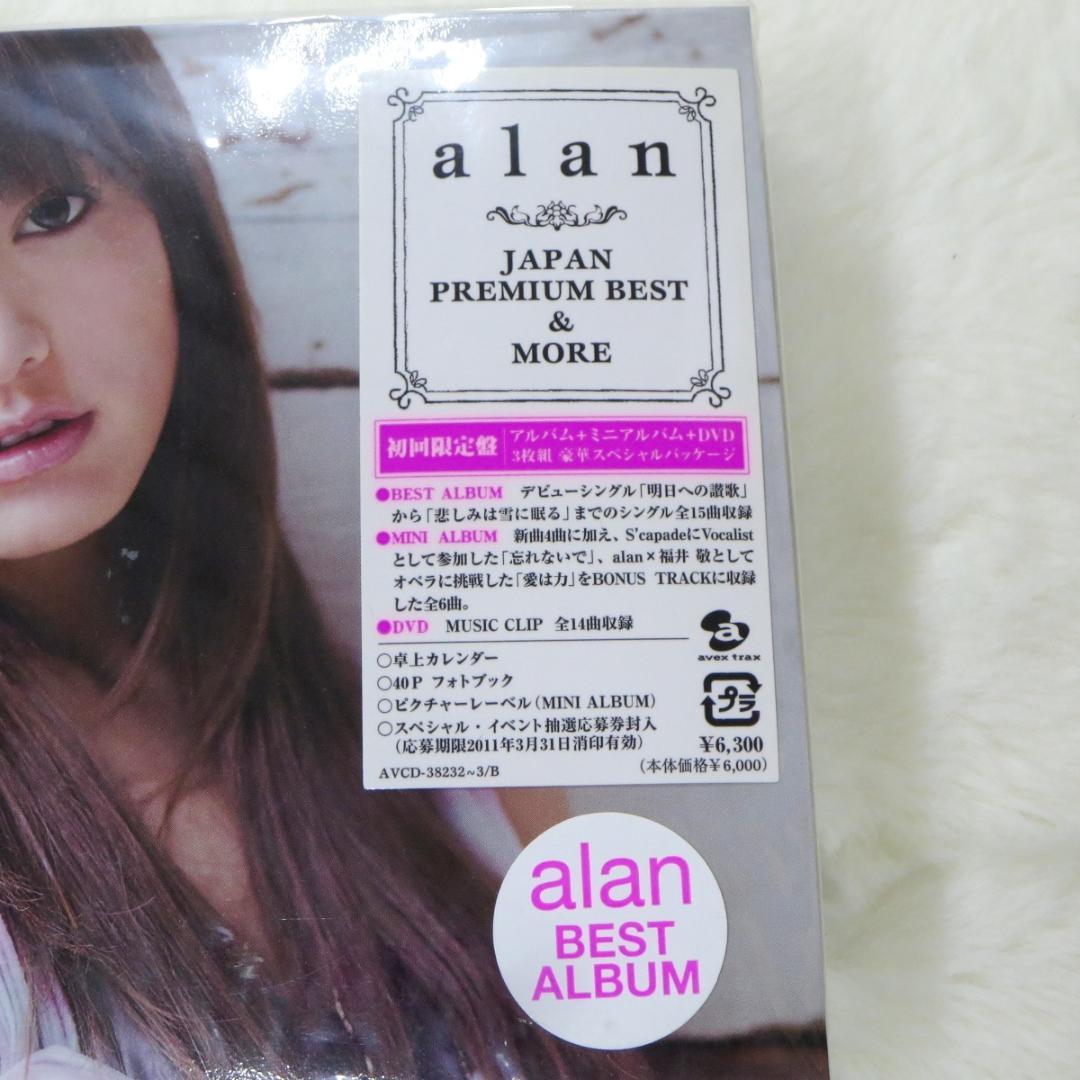 alan
JAPAN
PREMIUM BEST
&
MORE
初回限定盤
アルバム+ミニアルバム+DVD
3枚組 豪華スペシャルパッケージ
●BEST ALBUM デビューシングル「明日への讃歌」
から「悲しみは雪に眠る」までのシングル全15曲収録
●MINI ALBUM 新曲4曲に加え、S'capadeにVocalist
として参加した「忘れないで」、alan×福井 敬として
オペラに挑戦した「愛は力」をBONUS TRACKに収録
した全6曲。
●DVD MUSIC CLIP 全14曲収録
○卓上カレンダー
○40P フォトブック
○ピクチャーレーベル(MINI ALBUM)
○スペシャル・イベント抽選応募券封入
(応募期限2011年3月31日消印有効)
AVCD-38232~3/B
a
avex trax
プラ
¥6,300
(本体価格¥6,000)
alan
BEST
ALBUM